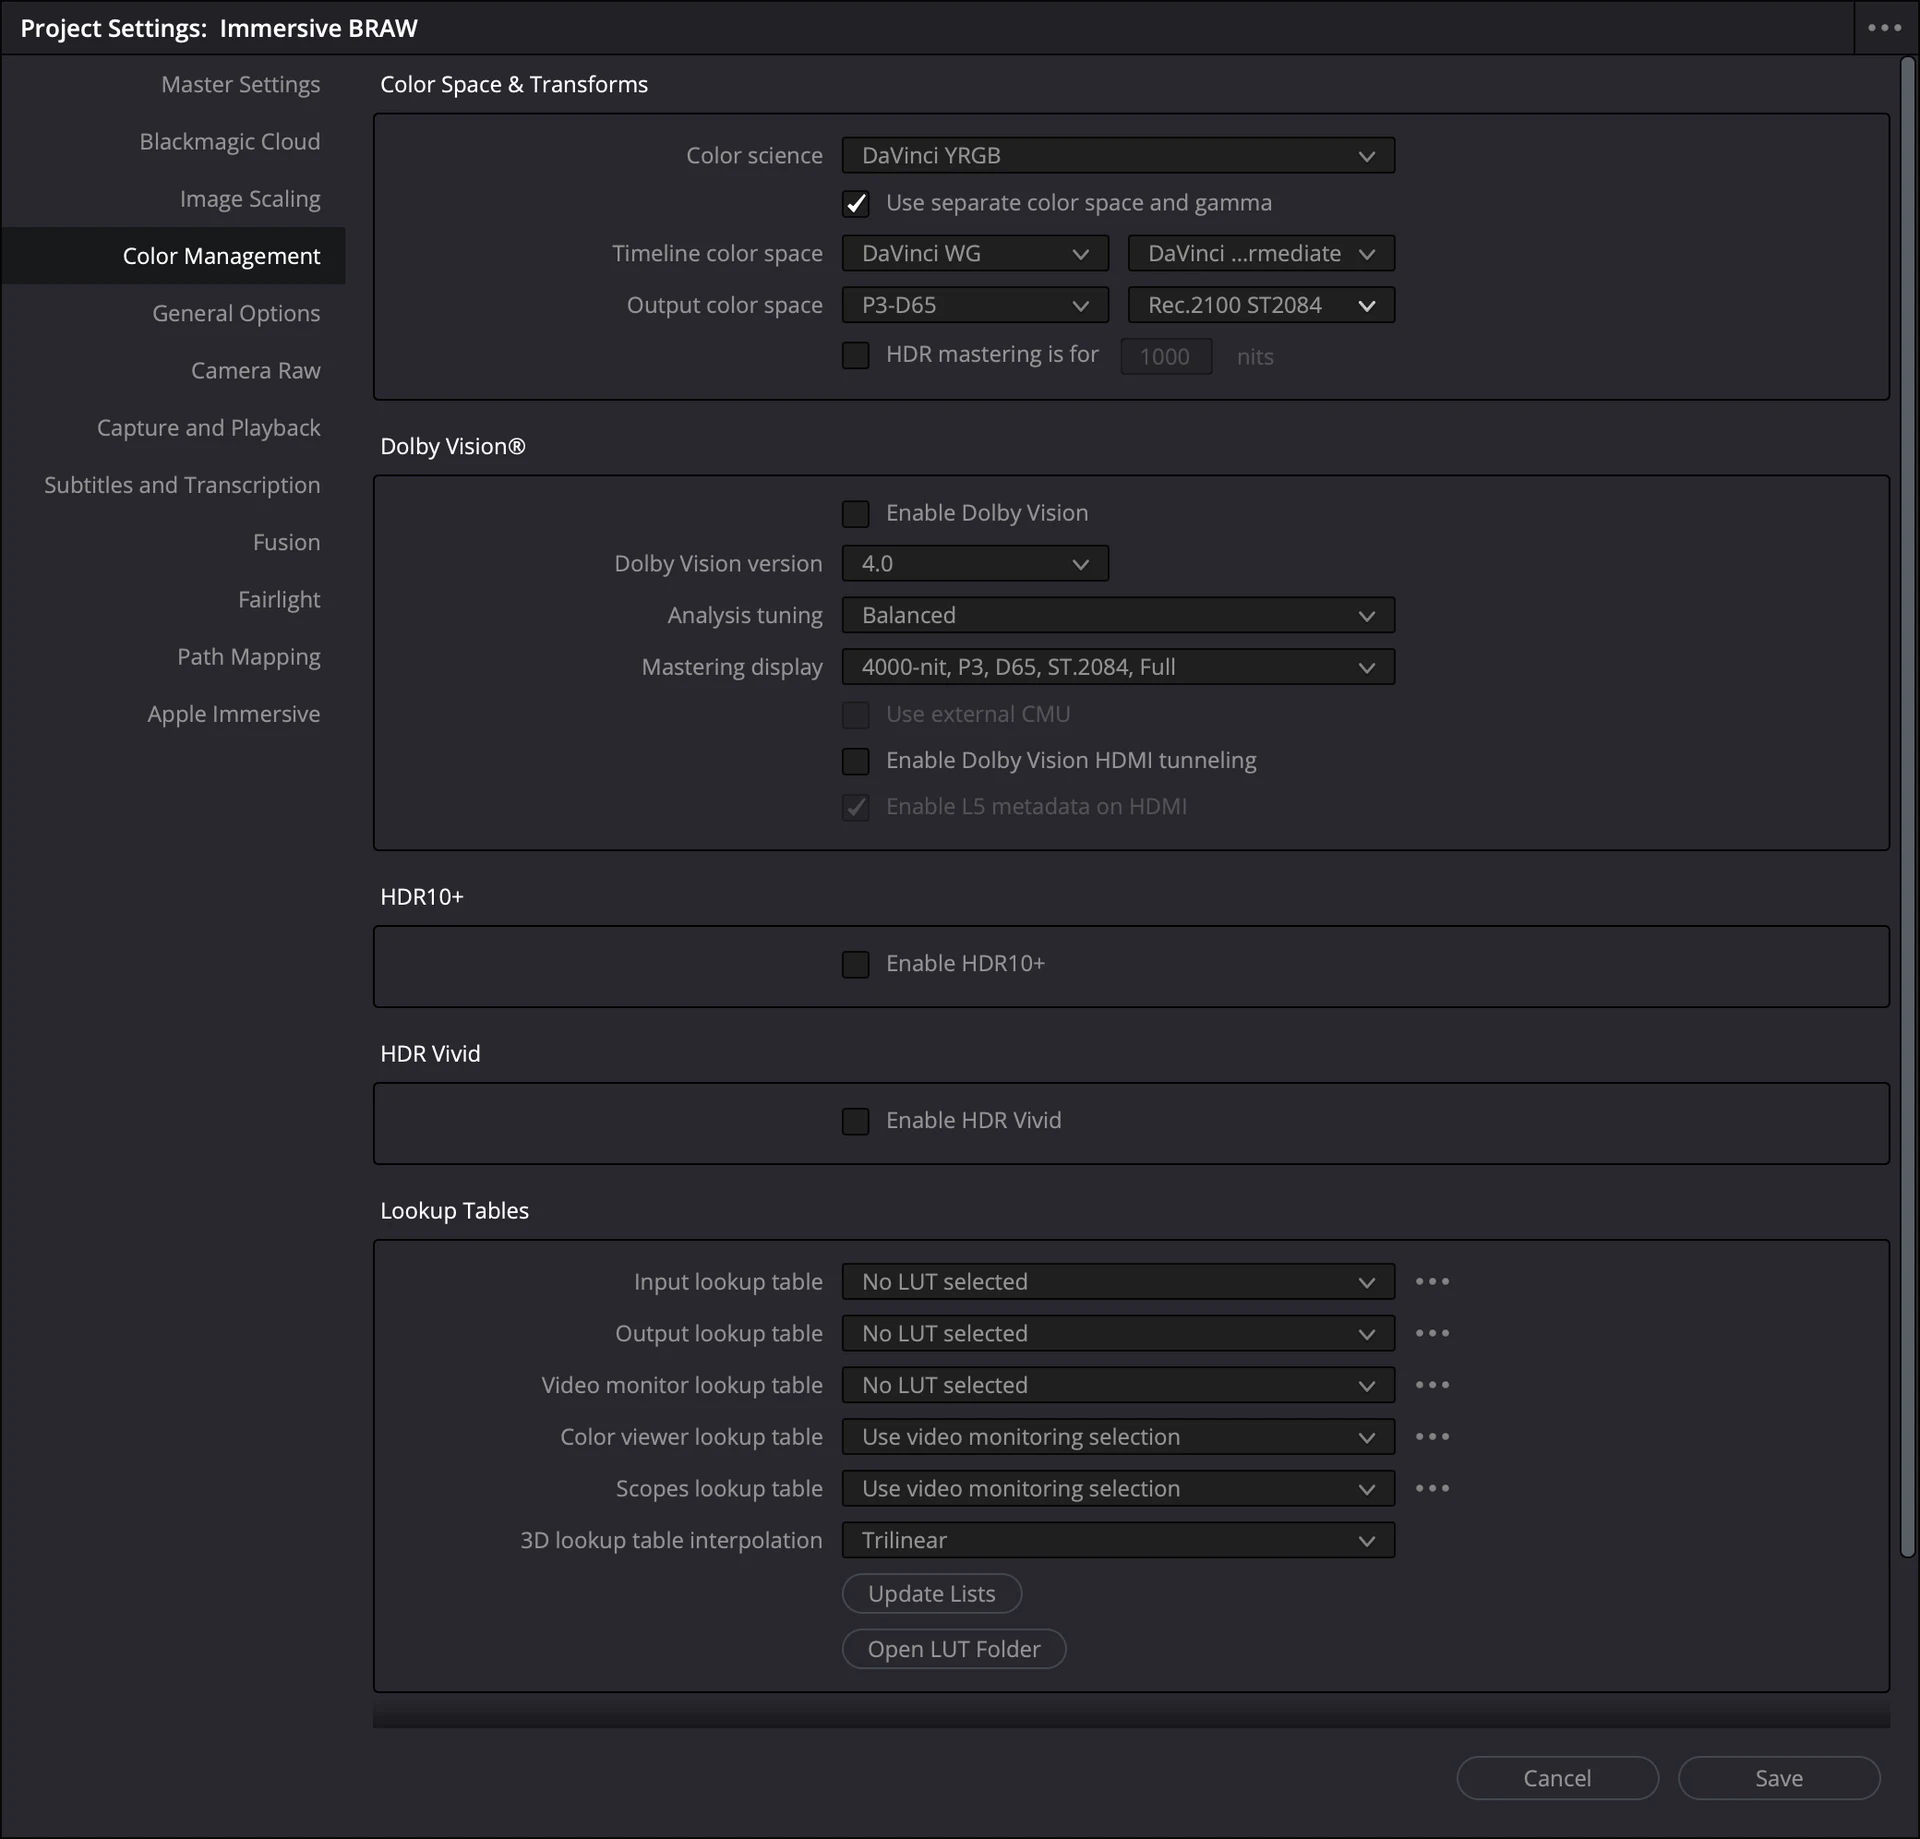 Project Settings: Immersive BRAW
Master Settings
Blackmagic Cloud
Image Scaling
Color Management
General Options
Camera Raw
Capture and Playback
Subtitles and Transcription
Fusion
Fairlight
Path Mapping
Apple Immersive
Color Space & Transforms
Color science DaVinci YRGB
Use separate color space and gamma
Timeline color space DaVinci WG DaVinci ...rmediate
Output color space P3-D65 Rec.2100 ST2084
HDR mastering is for 1000 nits
Dolby Vision®
Enable Dolby Vision
Dolby Vision version 4.0
Analysis tuning Balanced
Mastering display 4000-nit, P3, D65, ST.2084, Full
Use external CMU
Enable Dolby Vision HDMI tunneling
Enable L5 metadata on HDMI
HDR10+
Enable HDR10+
HDR Vivid
Enable HDR Vivid
Lookup Tables
Input lookup table No LUT selected
Output lookup table No LUT selected
Video monitor lookup table No LUT selected
Color viewer lookup table Use video monitoring selection
Scopes lookup table Use video monitoring selection
3D lookup table interpolation Trilinear
Update Lists
Open LUT Folder
Cancel Save